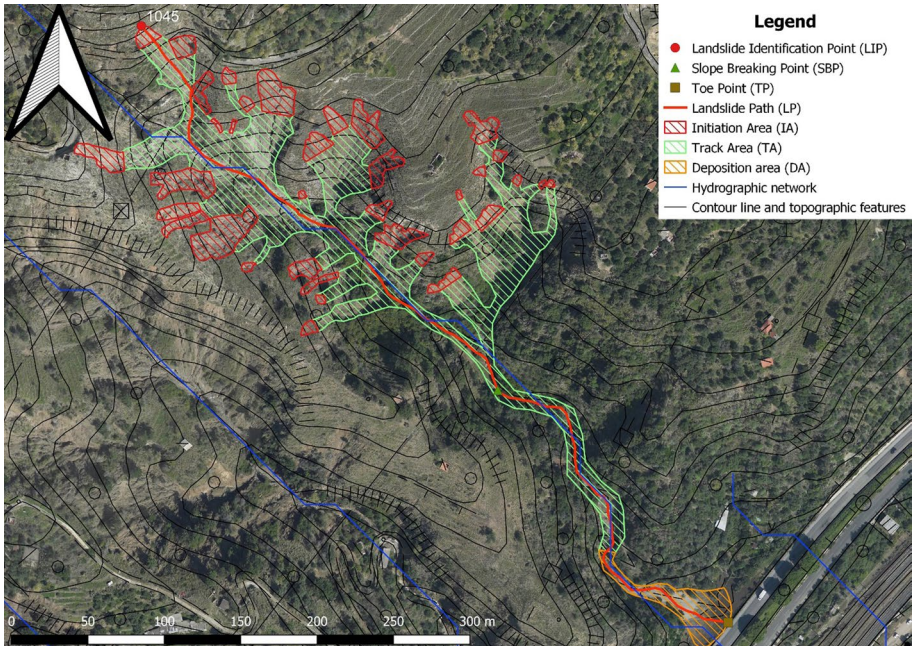 1045
Legend
Landslide Identification Point (LIP)
Slope Breaking Point (SBP)
Toe Point (TP)
Landslide Path (LP)
Initiation Area (IA)
Track Area (TA)
Deposition area (DA)
Hydrographic network
Contour line and topographic features
0 50 100 150 200 250 300 m